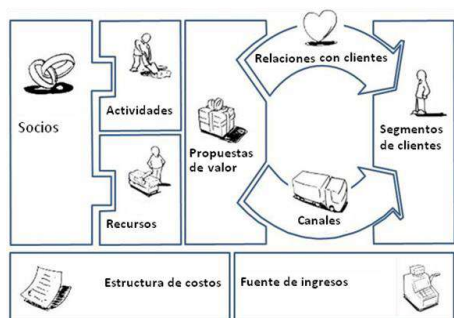 Socios
Actividades
Recursos
Propuestas
de valor
Relaciones con clientes
Canales
Segmentos
de clientes
Estructura de costos
Fuente de ingresos